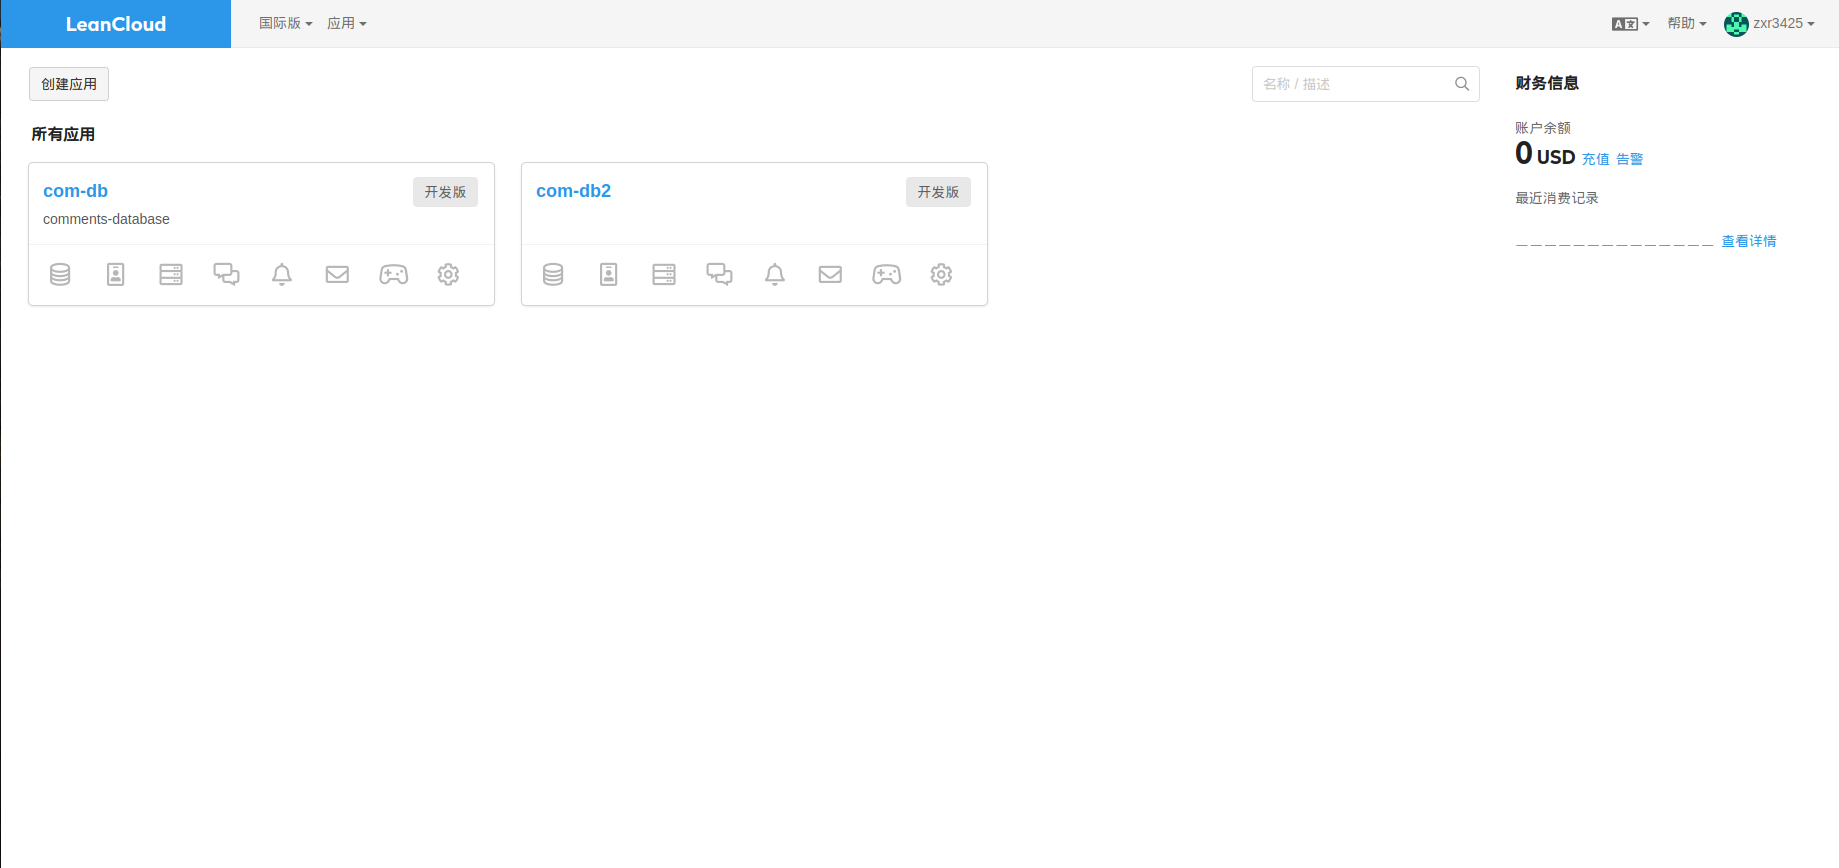 LeanCloud
国际版
应用
帮助
zxr3425
创建应用
名称 / 描述
所有应用
com-db
开发版
comments-database
com-db2
开发版
财务信息
账户余额
0 USD 充值 告警
最近消费记录
查看详情